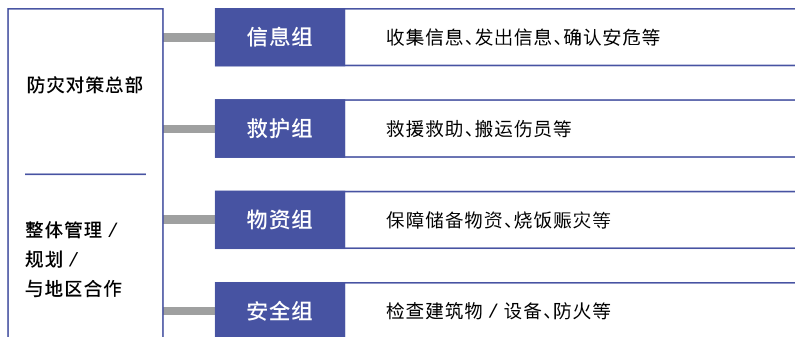 防灾对策总部
整体管理 /
规划 /
与地区合作
信息组
收集信息、发出信息、确认安危等
救护组
救援救助、搬运伤员等
物资组
保障储备物资、烧饭赈灾等
安全组
检查建筑物 / 设备、防火等